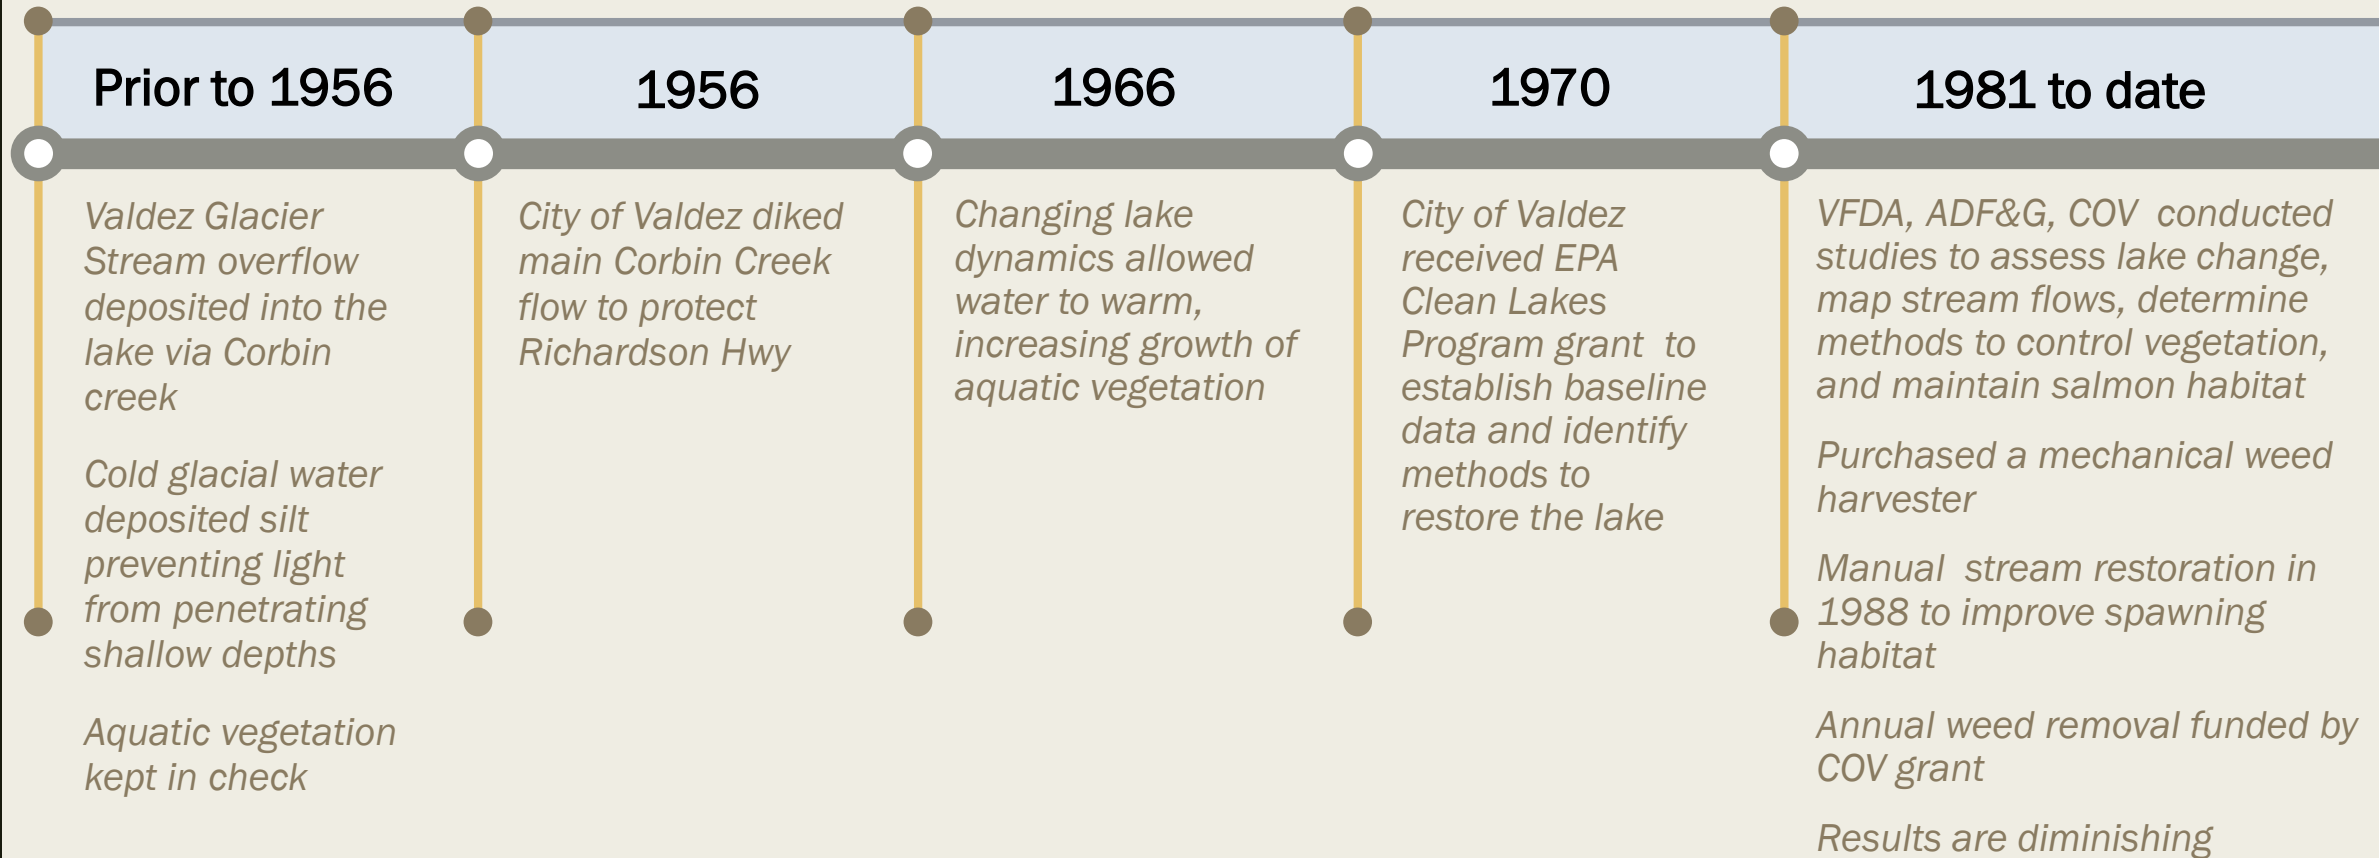 Prior to 1956
Valdez Glacier
Stream overflow
deposited into the
lake via Corbin
creek
Cold glacial water
deposited silt
preventing light
from penetrating
shallow depths
Aquatic vegetation
kept in check
1956
City of Valdez diked
main Corbin Creek
flow to protect
Richardson Hwy
1966
Changing lake
dynamics allowed
water to warm,
increasing growth of
aquatic vegetation
1970
City of Valdez
received EPA
Clean Lakes
Program grant  to
establish baseline
data and identify
methods to
restore the lake
1981 to date
VFDA, ADF&G, COV  conducted
studies to assess lake change,
map stream flows, determine
methods to control vegetation,
and maintain salmon habitat
Purchased a mechanical weed
harvester
Manual  stream restoration in
1988 to improve spawning
habitat
Annual weed removal funded by
COV grant
Results are diminishing